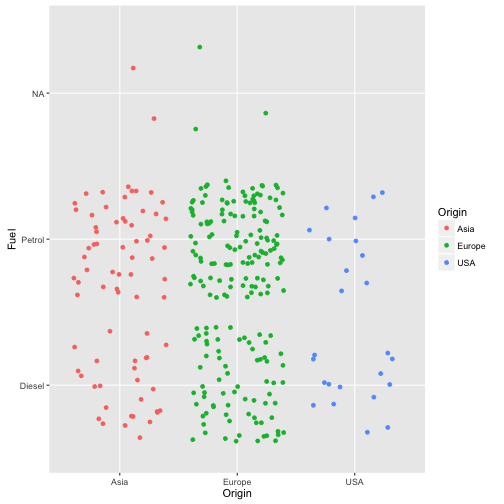 NA
Petrol
Diesel
Fuel
Asia
Europe
USA
Origin
Origin
Asia
Europe
USA